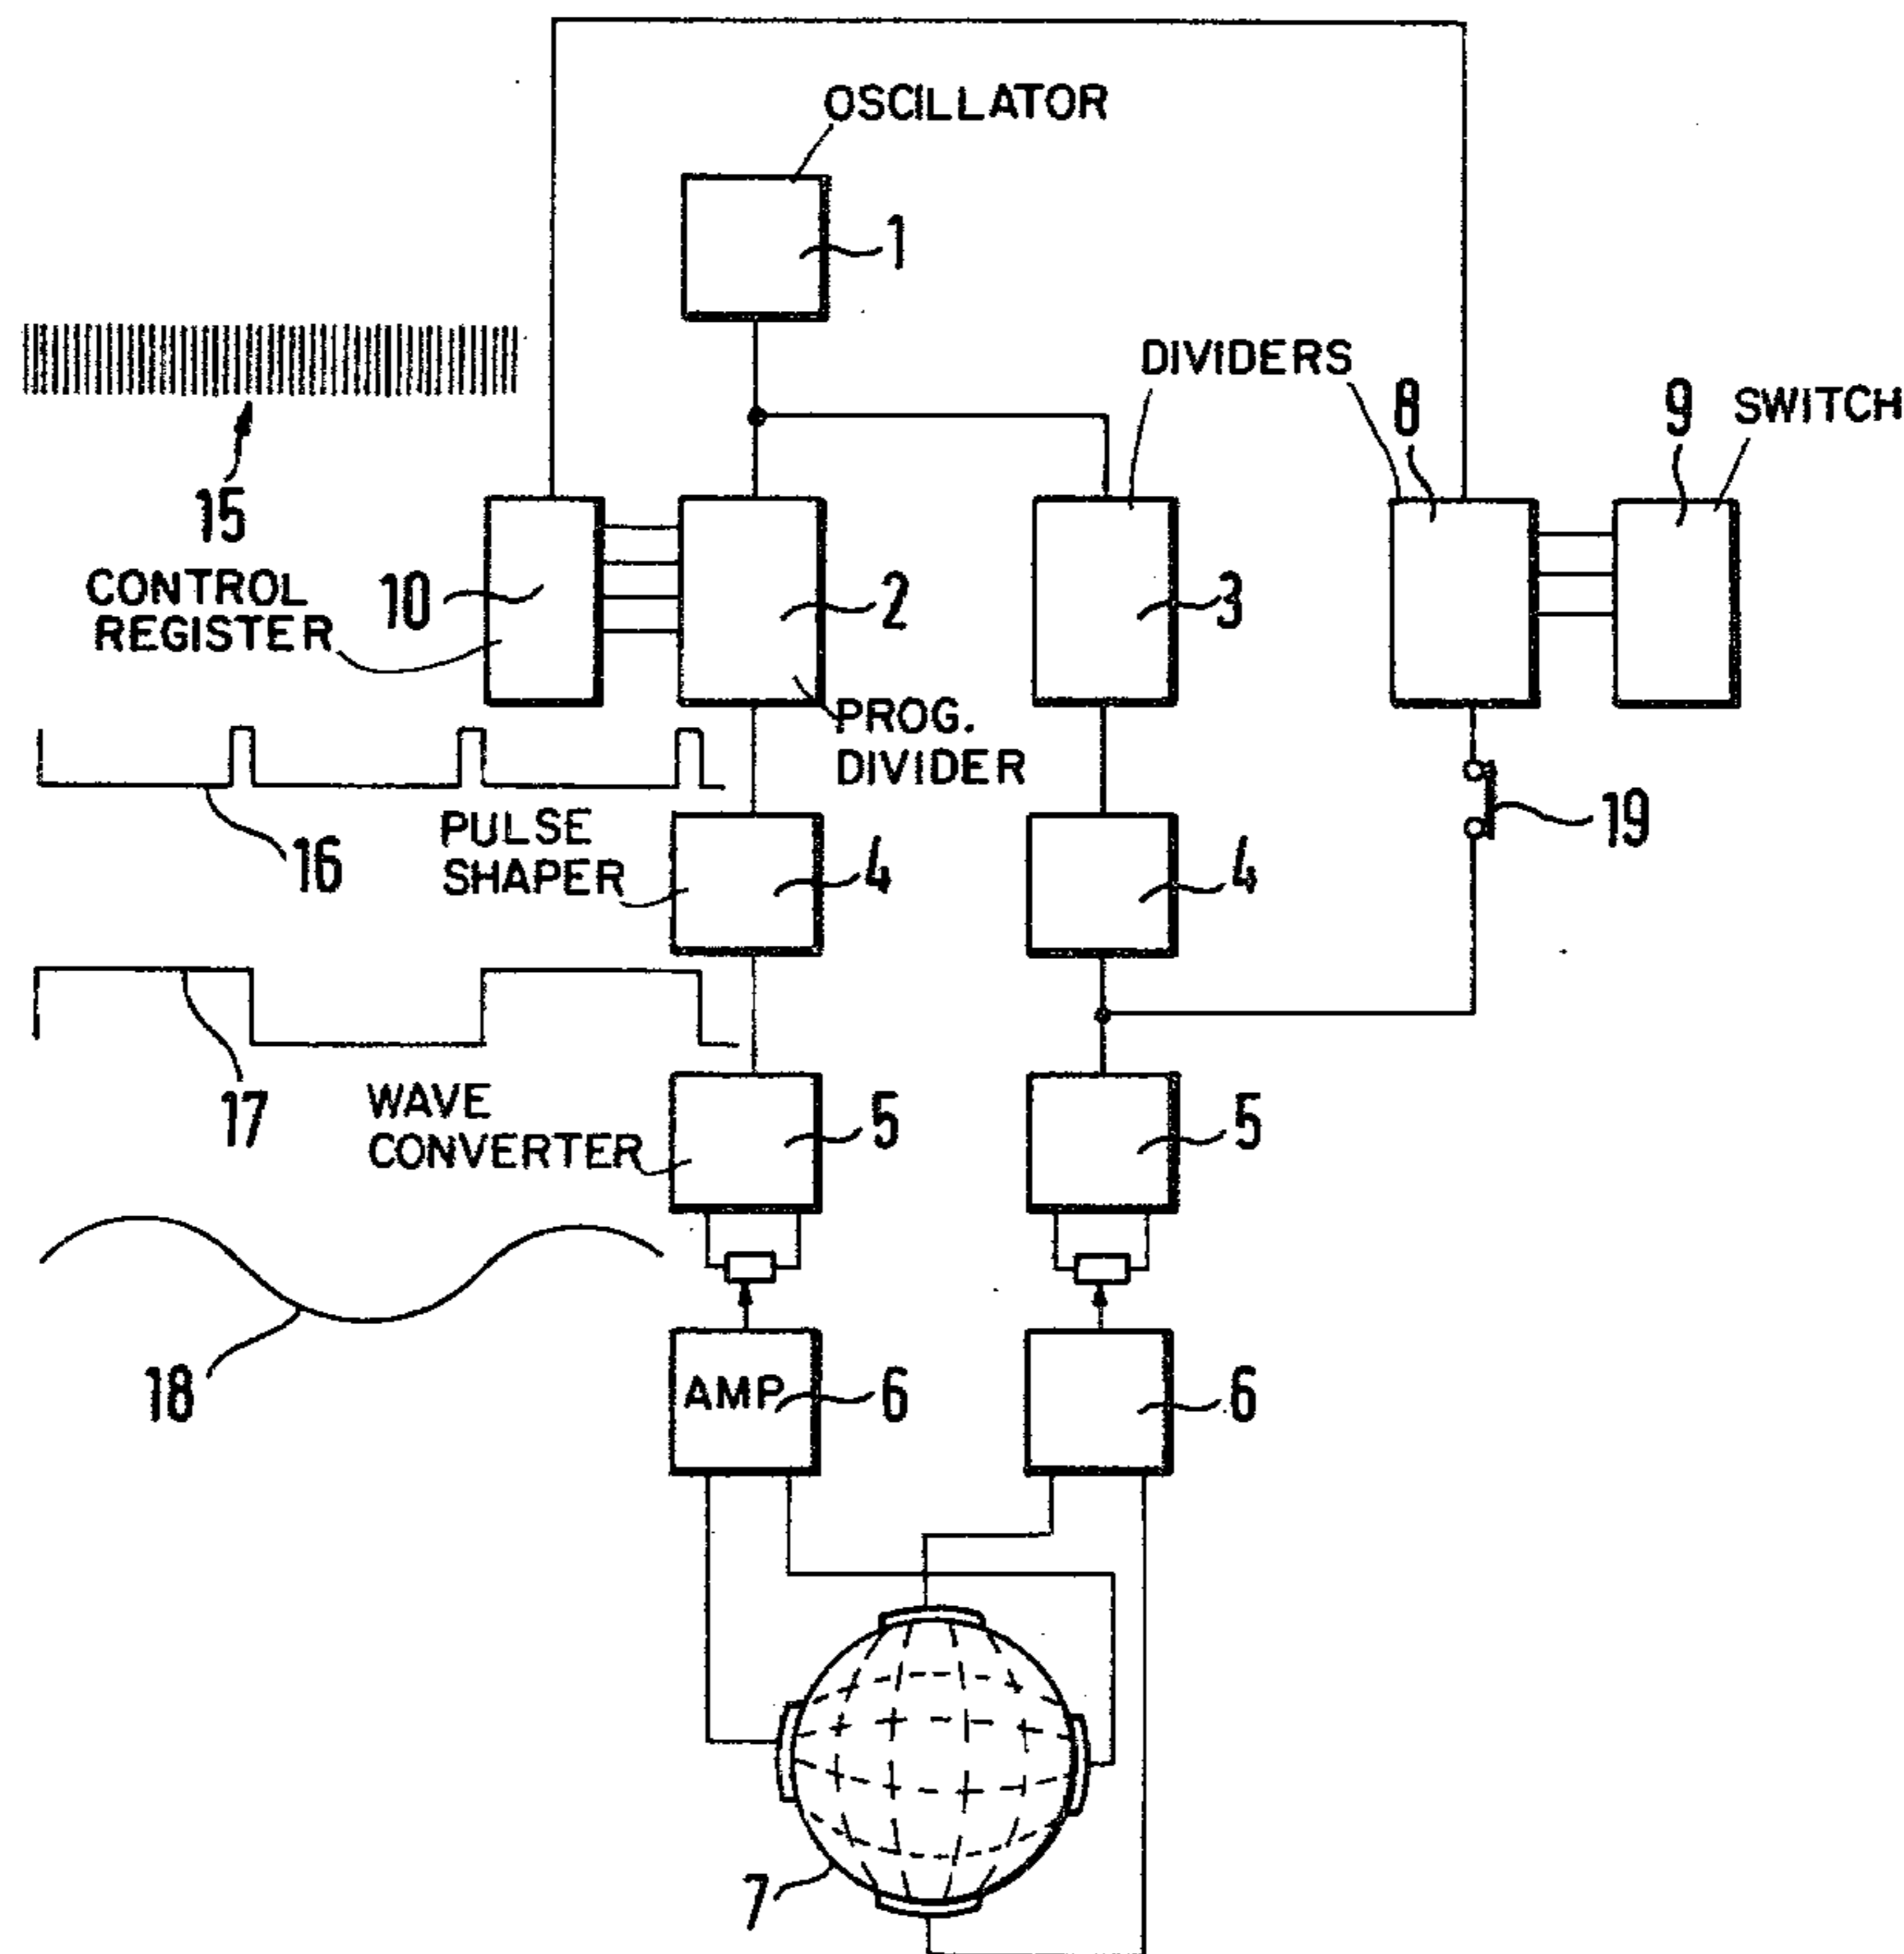 OSCILLATOR
1
DIVIDERS
8
9
SWITCH
15
CONTROL
REGISTER
10
2
3
PROG.
DIVIDER
16
PULSE
SHAPER
4
4
19
17
WAVE
CONVERTER
5
5
18
AMP
6
6
7